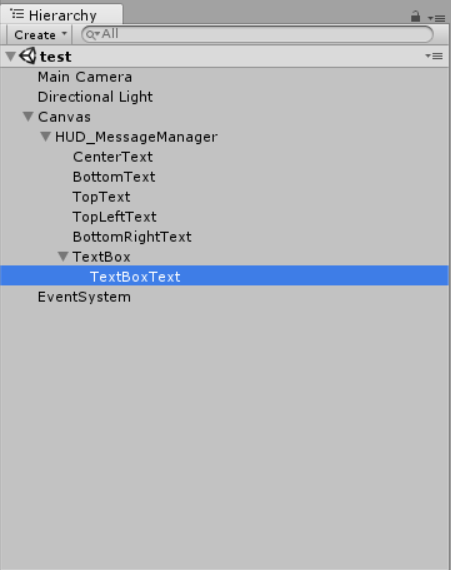 Hierarchy
Create All
test
Main Camera
Directional Light
Canvas
HUD_MessageManager
CenterText
BottomText
TopText
TopLeftText
BottomRightText
TextBox
TextBoxText
EventSystem